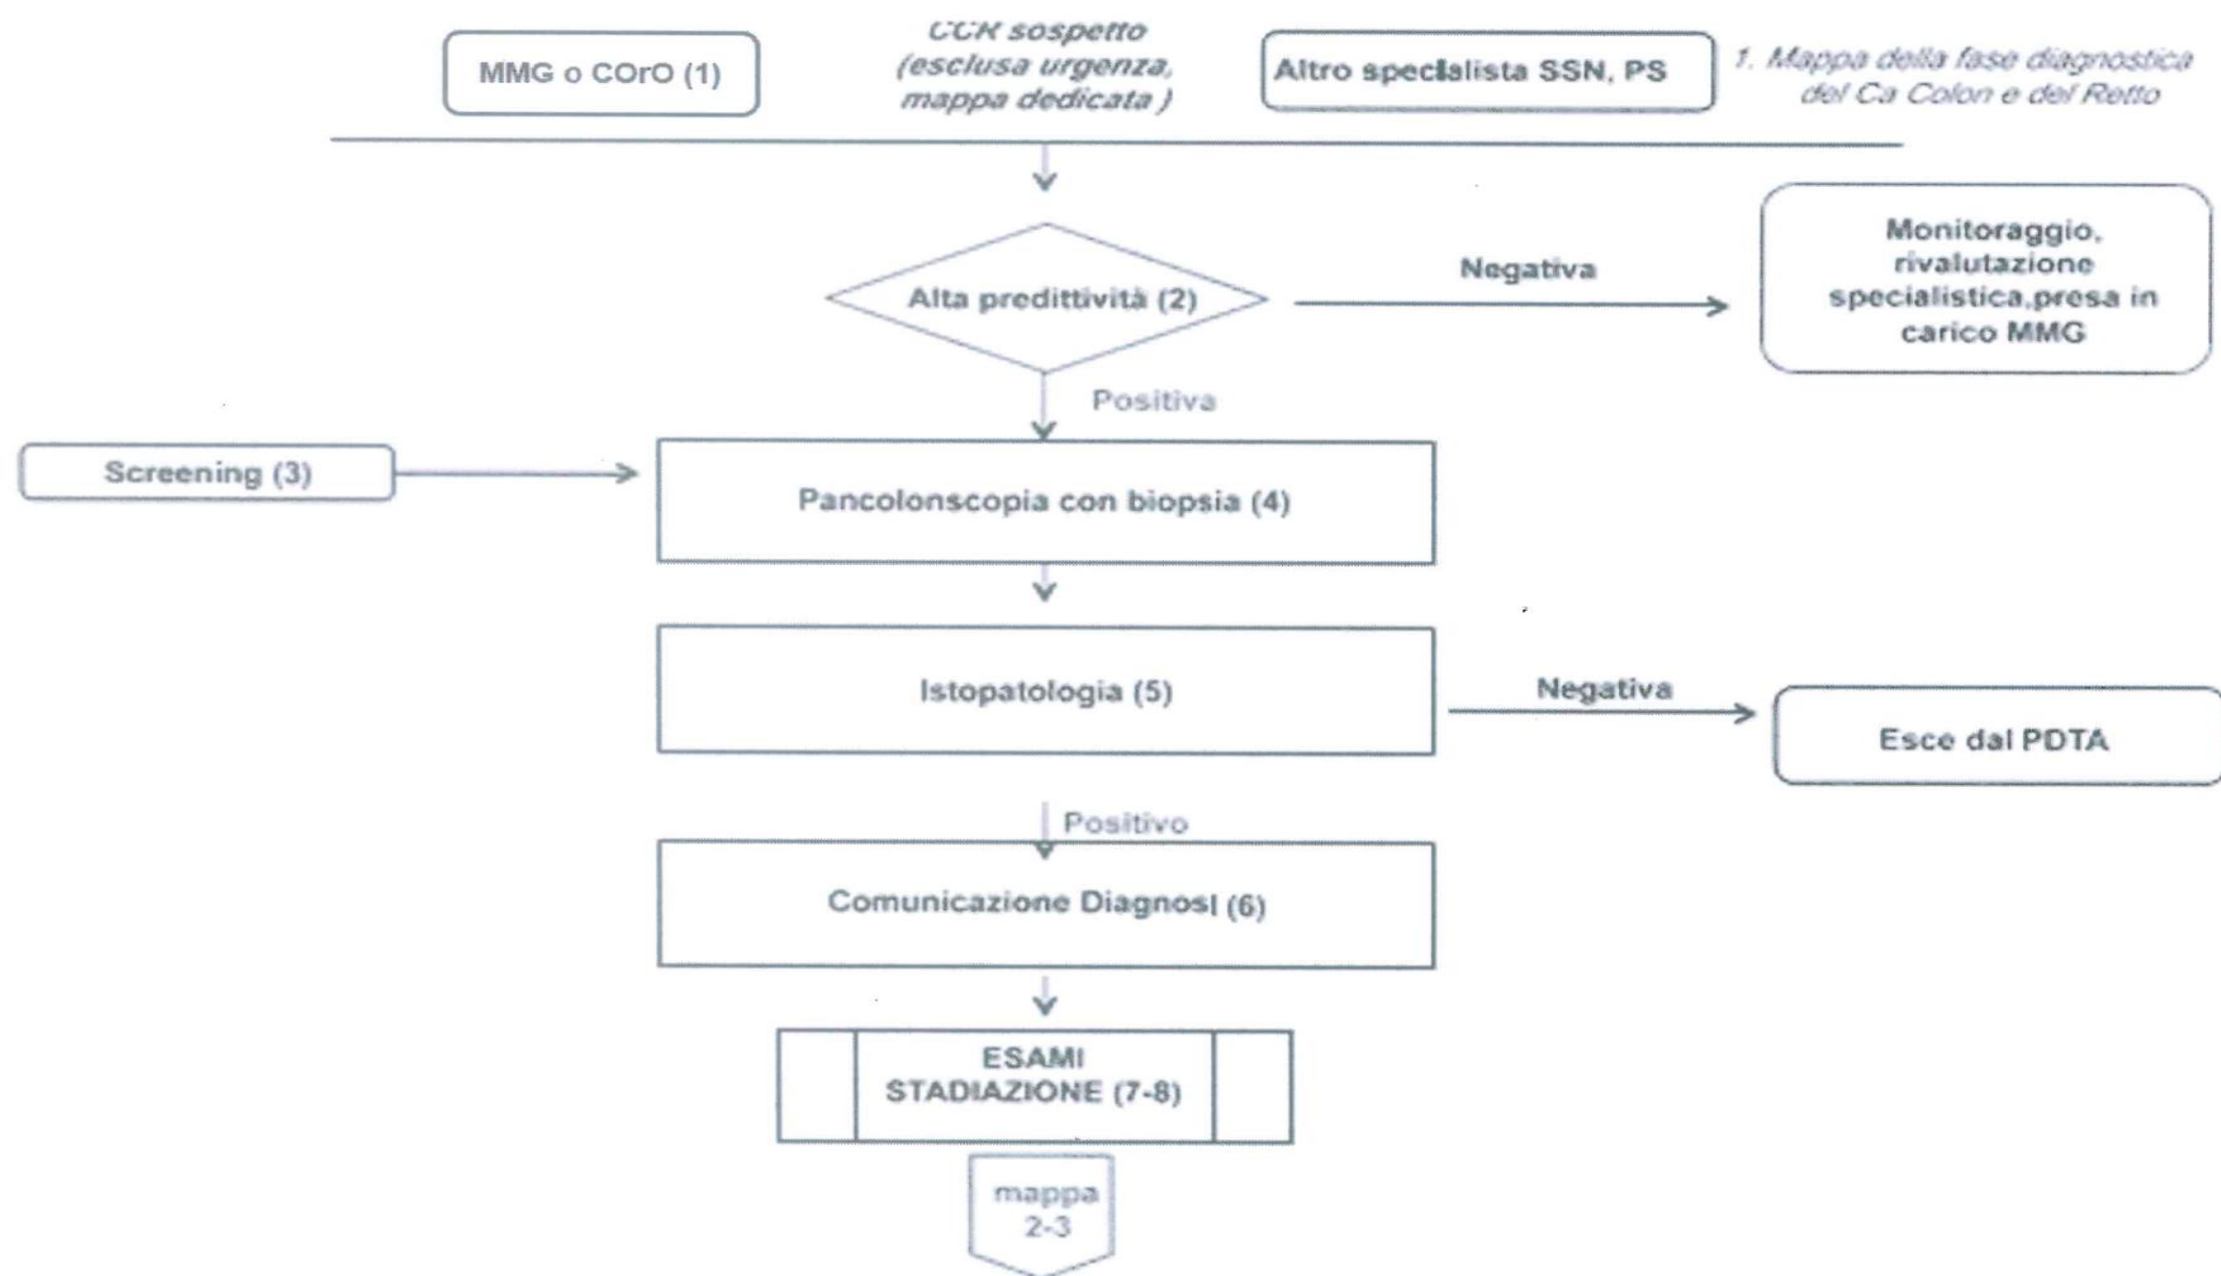 MMG o COrO (1)
CCR sospetto
(esclusa urgenza,
mappa dedicata )
Altro specialista SSN, PS
1. Mappa della fase diagnostica
del Ca Colon e del Retto
Alta predittività (2)
Negativa
Monitoraggio,
rivalutazione
specialistica,presa in
carico MMG
Positiva
Screening (3)
Pancolonscopia con biopsia (4)
Istopatologia (5)
Negativa
Esce dal PDTA
Positivo
Comunicazione DiagnosI (6)
ESAMI
STADIAZIONE (7-8)
mappa
2-3